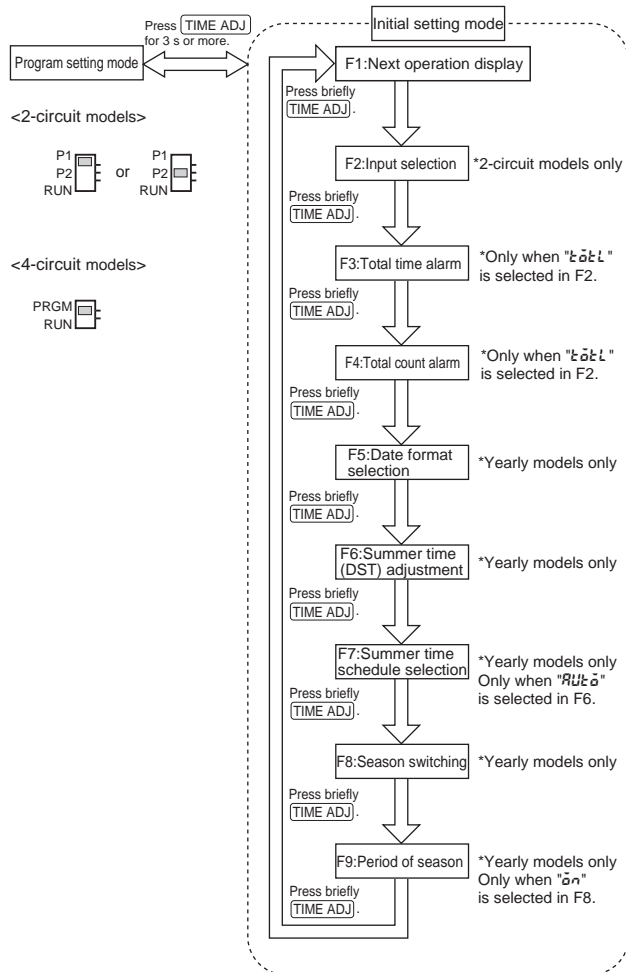 Initial setting mode
Press TIME ADJ
for 3 s or more.
Program setting mode
F1:Next operation display
Press briefly
TIME ADJ.
<2-circuit models>
P1
P2
RUN
or
P1
P2
RUN
F2:Input selection
*2-circuit models only
Press briefly
TIME ADJ.
F3:Total time alarm
*Only when "totL"
is selected in F2.
<4-circuit models>
PRGM
RUN
Press briefly
TIME ADJ.
F4:Total count alarm
*Only when "totL"
is selected in F2.
Press briefly
TIME ADJ.
F5:Date format
selection
*Yearly models only
Press briefly
TIME ADJ.
F6:Summer time
(DST) adjustment
*Yearly models only
Press briefly
TIME ADJ.
F7:Summer time
schedule selection
*Yearly models only
Only when "AUto"
is selected in F6.
Press briefly
TIME ADJ.
F8:Season switching
*Yearly models only
Press briefly
TIME ADJ.
F9:Period of season
*Yearly models only
Only when "on"
is selected in F8.
Press briefly
TIME ADJ.